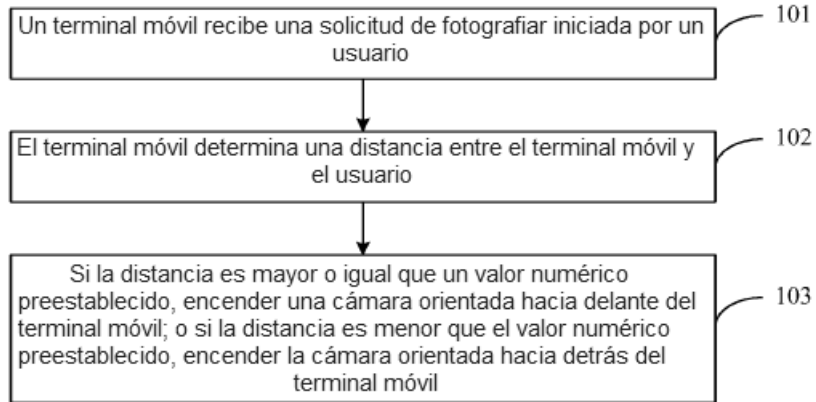 Un terminal móvil recibe una solicitud de fotografiar iniciada por un
usuario
101
El terminal móvil determina una distancia entre el terminal móvil y
el usuario
102
Si la distancia es mayor o igual que un valor numérico
preestablecido, encender una cámara orientada hacia delante del
terminal móvil; o si la distancia es menor que el valor numérico
preestablecido, encender la cámara orientada hacia detrás del
terminal móvil
103